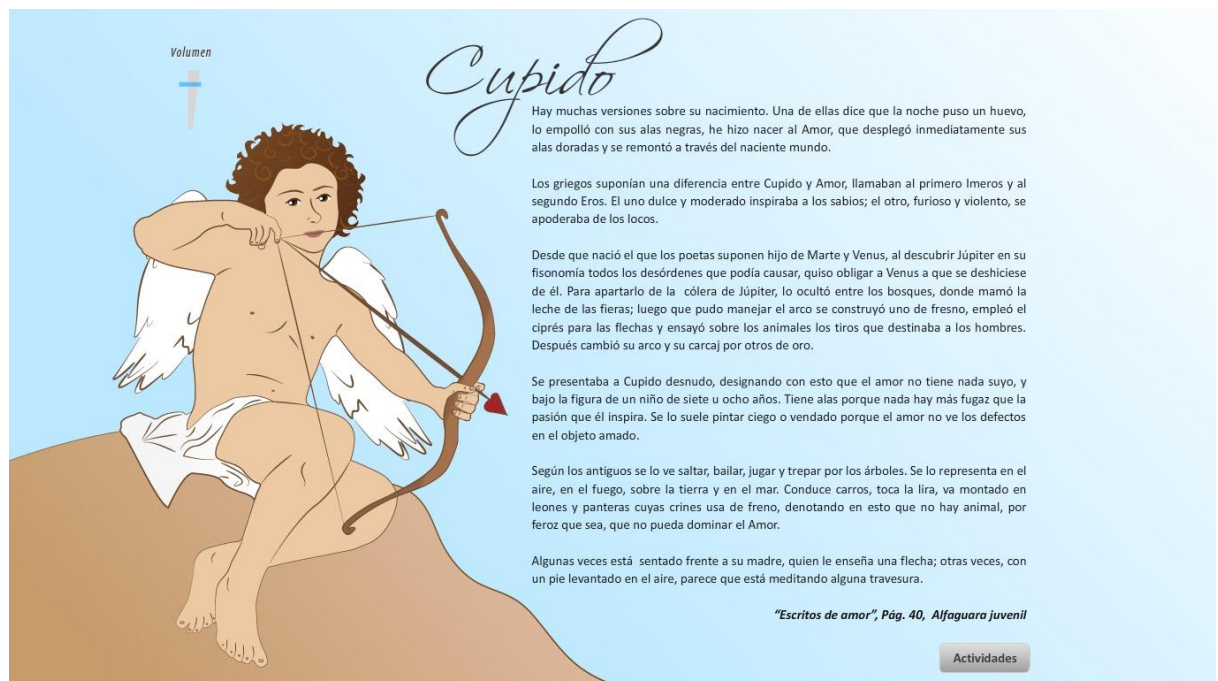 Volumen
Cupido
Hay muchas versiones sobre su nacimiento. Una de ellas dice que la noche puso un huevo,
lo empolló con sus alas negras, he hizo nacer al Amor, que desplegó inmediatamente sus
alas doradas y se remontó a través del naciente mundo.
Los griegos suponían una diferencia entre Cupido y Amor, llamaban al primero Imeros y al
segundo Eros. El uno dulce y moderado inspiraba a los sabios; el otro, furioso y violento, se
apoderaba de los locos.
Desde que nació el que los poetas suponen hijo de Marte y Venus, al descubrir Júpiter en su
fisonomía todos los desórdenes que podía causar, quiso obligar a Venus a que se deshiciese
de él. Para apartarlo de la cólera de Júpiter, lo ocultó entre los bosques, donde mamó la
leche de las fieras; luego que pudo manejar el arco se construyó uno de fresno, empleó el
ciprés para las flechas y ensayó sobre los animales los tiros que destinaba a los hombres.
Después cambió su arco y su carcaj por otros de oro.
Se presentaba a Cupido desnudo, designando con esto que el amor no tiene nada suyo, y
bajo la figura de un niño de siete u ocho años. Tiene alas porque nada hay más fugaz que la
pasión que él inspira. Se lo suele pintar ciego o vendado porque el amor no ve los defectos
en el objeto amado.
Según los antiguos se lo ve saltar, bailar, jugar y trepar por los árboles. Se lo representa en el
aire, en el fuego, sobre la tierra y en el mar. Conduce carros, toca la lira, va montado en
leones y panteras cuyas crines usa de freno, denotando en esto que no hay animal, por
feroz que sea, que no pueda dominar el Amor.
Algunas veces está sentado frente a su madre, quien le enseña una flecha; otras veces, con
un pie levantado en el aire, parece que está meditando alguna travesura.
“Escritos de amor”, Pág. 40, Alfaguara juvenil
Actividades